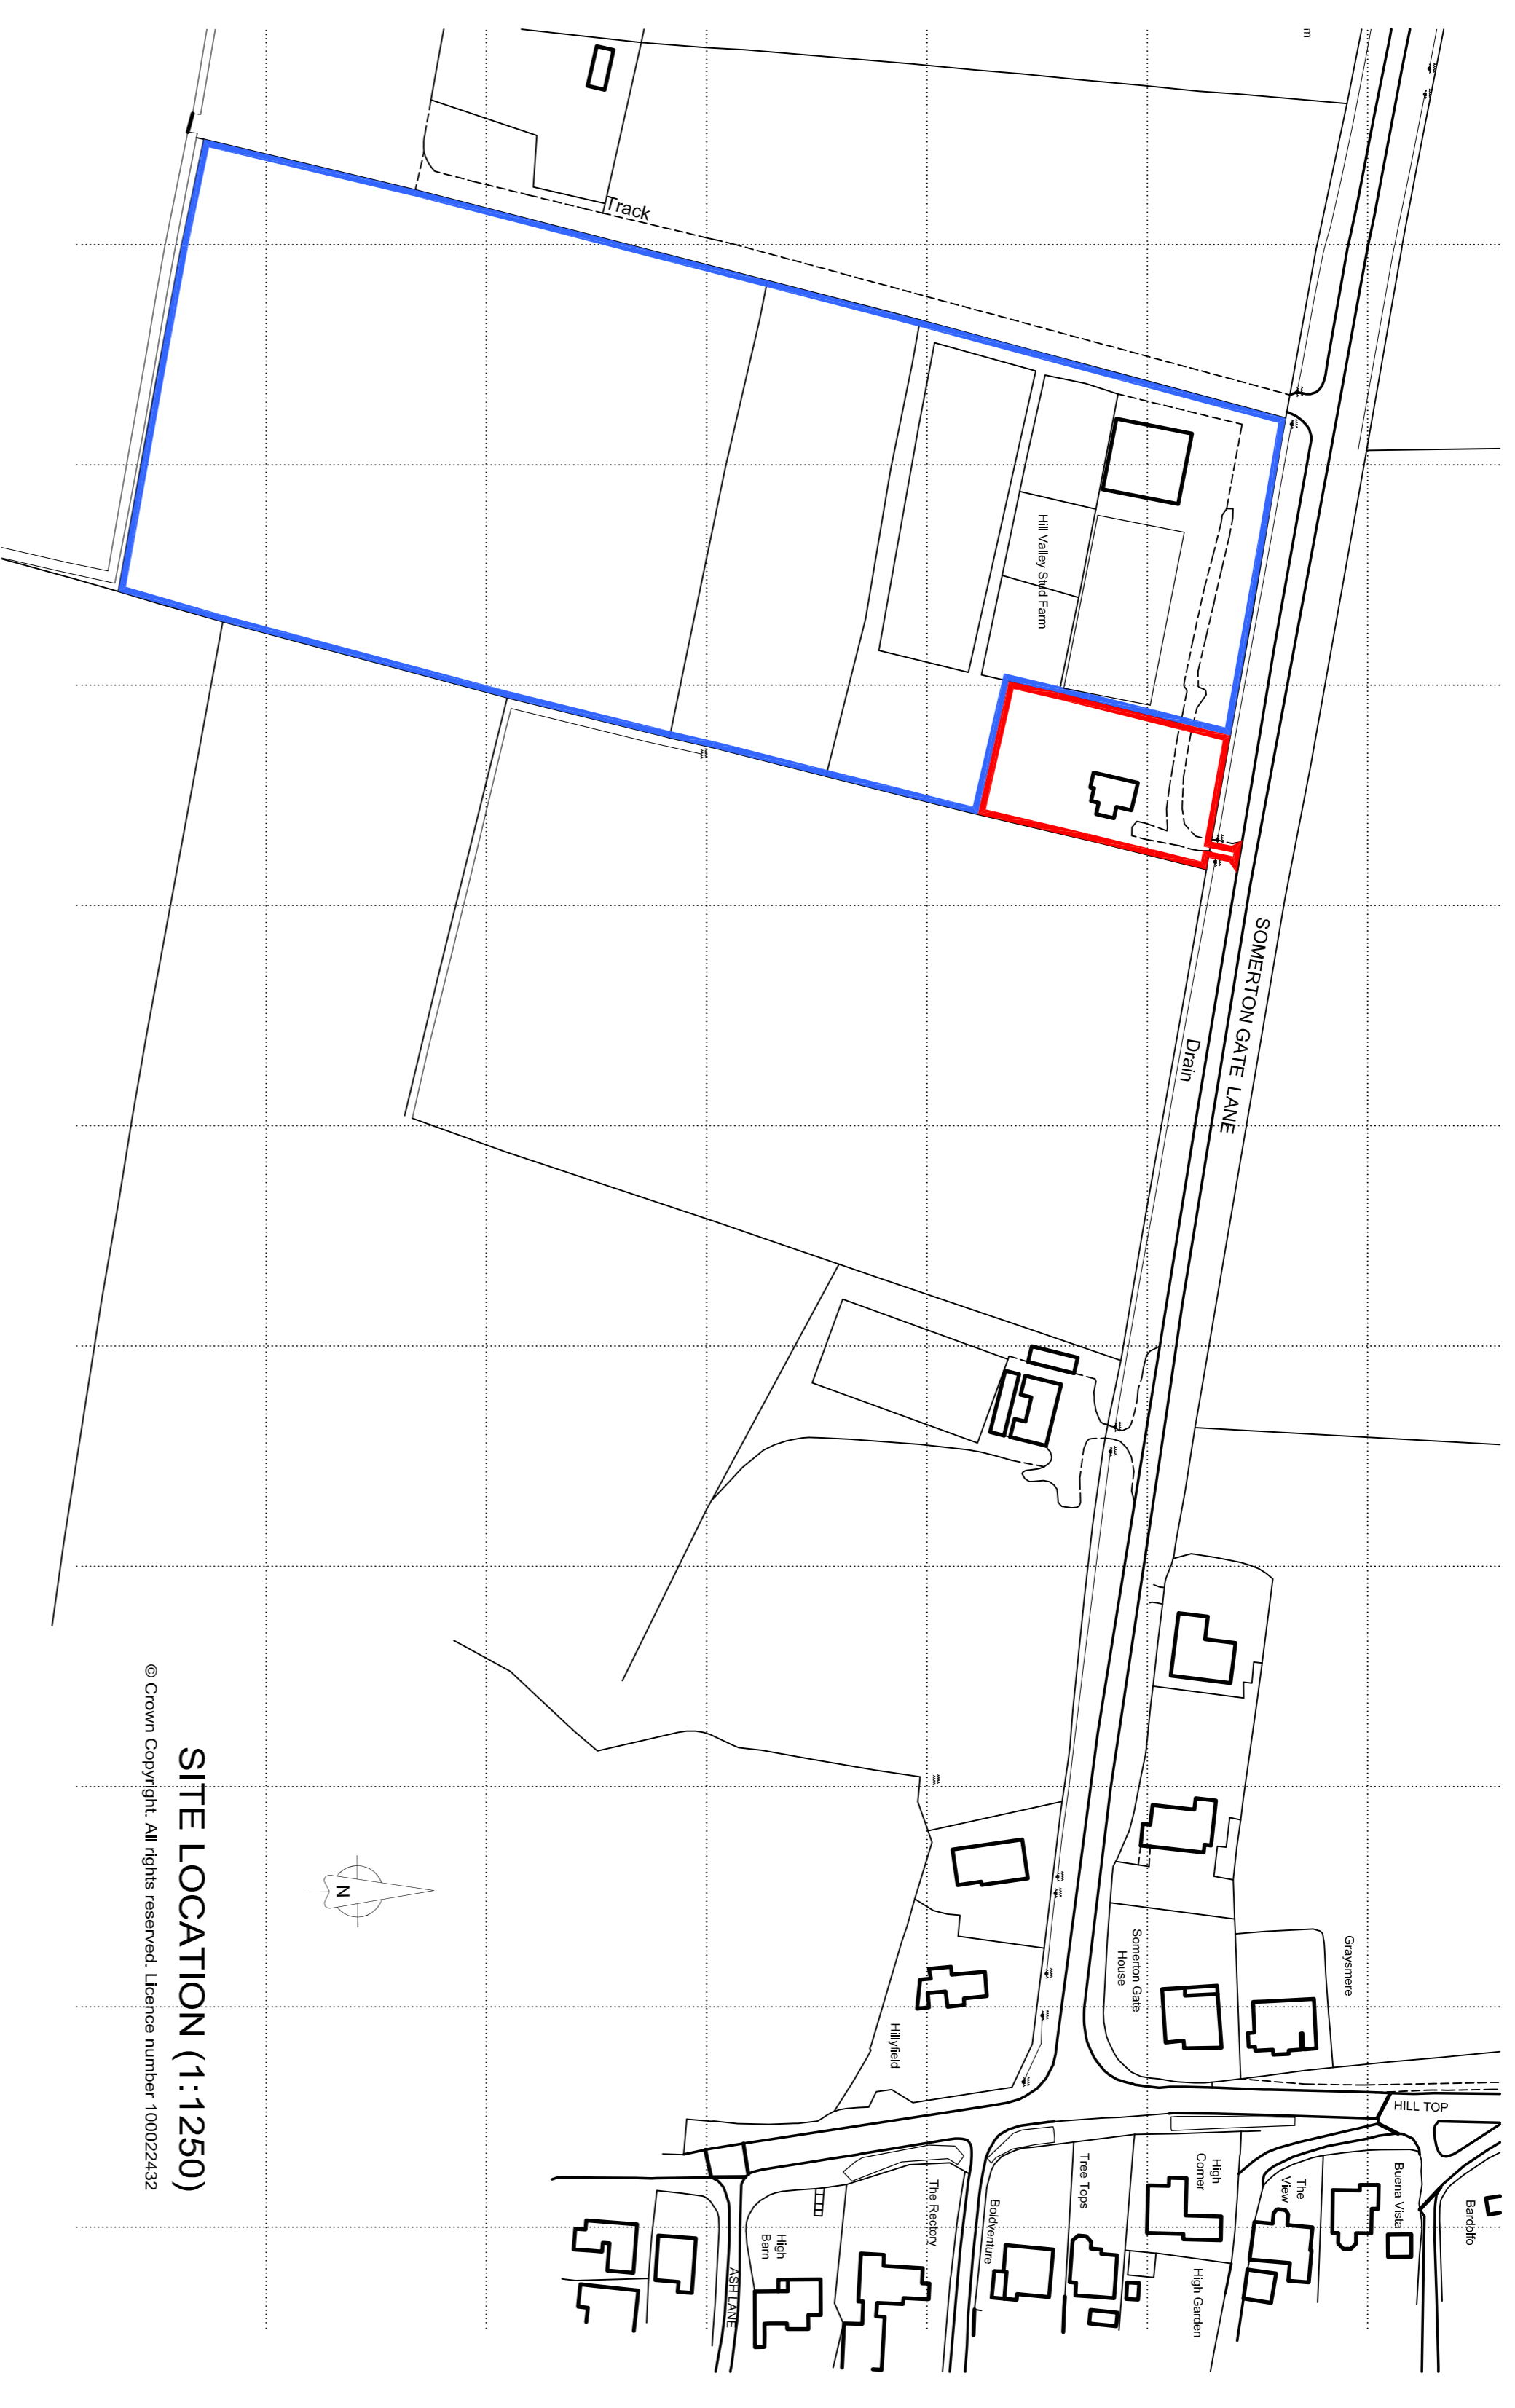 m
Track
Hill Valley Stud Farm
SOMERTON GATE LANE
Drain
Graysmere
Somerton Gate
House
Hillyfield
HILL TOP
Bardolfo
Buena Vista
The
View
High
Corner
High Garden
Tree Tops
Boldventure
The Rectory
High
Barn
ASH LANE
N
SITE LOCATION (1:1250)
© Crown Copyright. All rights reserved. Licence number 100022432